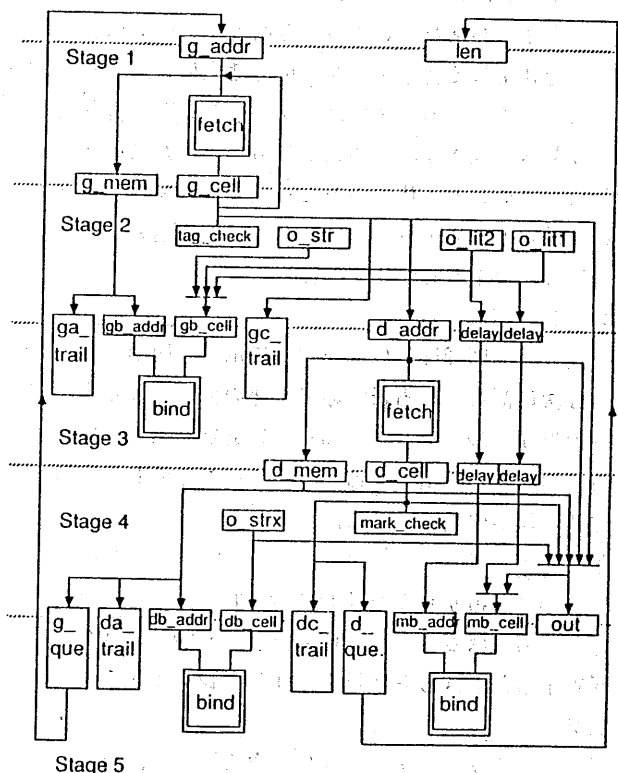 g_addr
len
Stage 1
fetch
g_mem
g_cell
Stage 2
tag_check
o_str
o_lit2
o_lit1
ga_
trail
gb_addr
gb_cell
gc_
trail
d_addr
delay
delay
bind
fetch
Stage 3
d_mem
d_cell
delay
delay
Stage 4
o_strx
mark_check
g_
que
da_
trail
db_addr
db_cell
dc_
trail
d_
que.
mb_addr
mb_cell
out
bind
bind
Stage 5